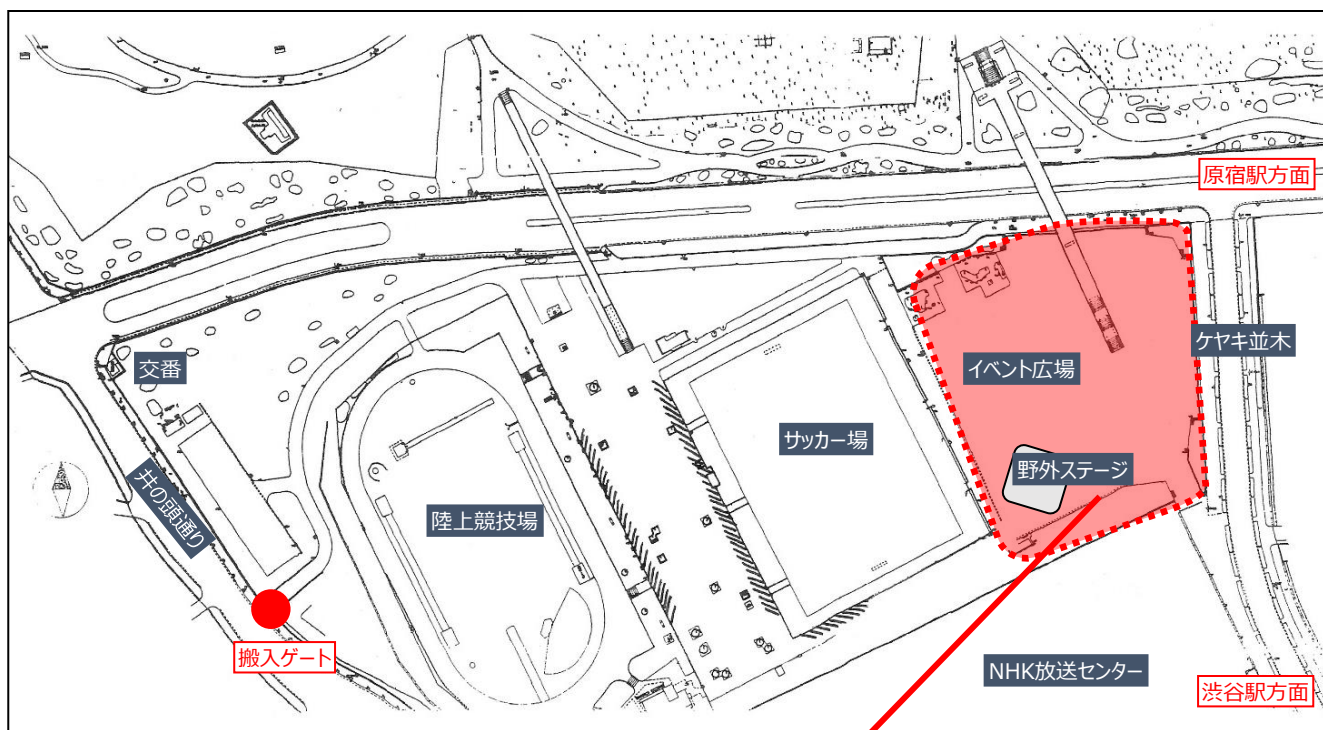 原宿駅方面
ケヤキ並木
交番
イベント広場
サッカー場
野外ステージ
井の頭通り
陸上競技場
搬入ゲート
NHK放送センター
渋谷駅方面